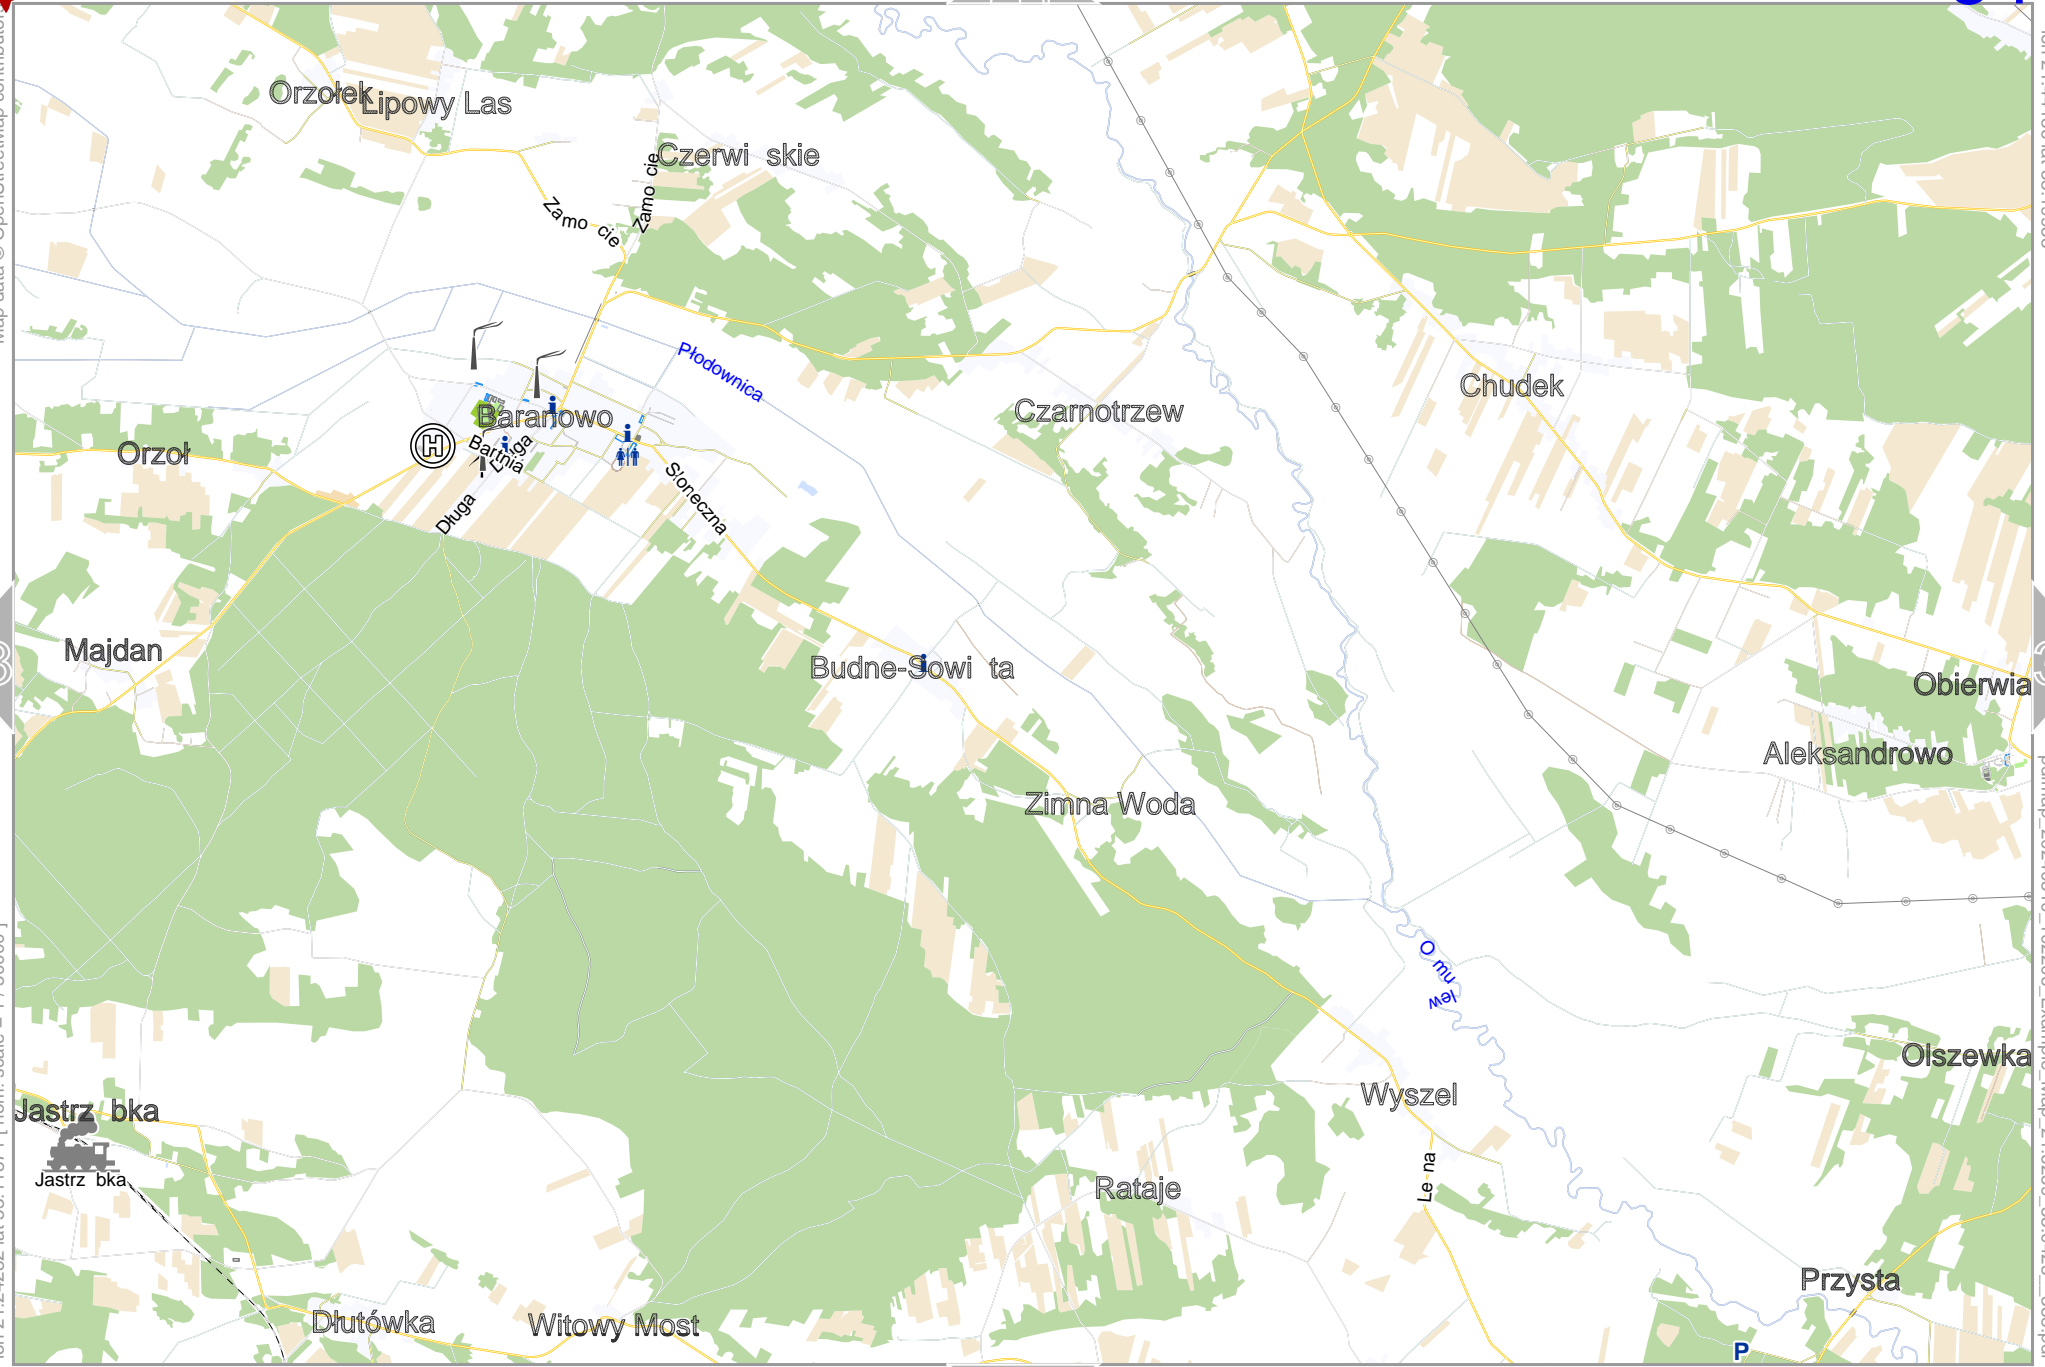 Orzołek
Lipowy Las
Czerwi skie
Zamo cie
Zamo cie
Płodownica
Chudek
Baranowo
Czarnotrzew
Orzoł
Bartnia
Długa
Słoneczna
Długa
Majdan
Budne-Sowi ta
Obierwia
Aleksandrowo
Zimna Woda
O mu lew
Olszewka
Wyszel
Jastrz bka
Jastrz bka
Le na
Rataje
Przysta
Dłutówka
Witowy Most
P